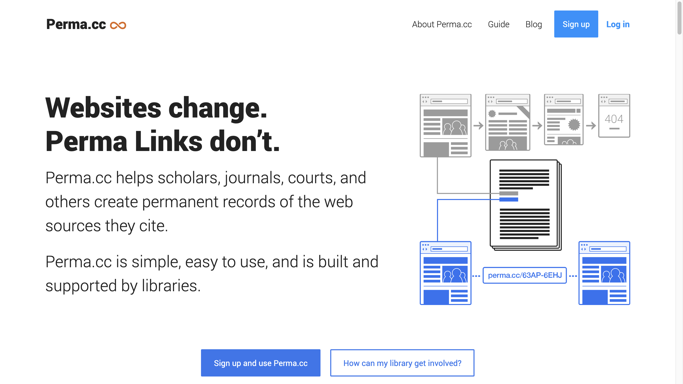 Perma.cc
About Perma.cc
Guide
Blog
Sign up
Log in
Websites change.
Perma Links don’t.
Perma.cc helps scholars, journals, courts, and
others create permanent records of the web
sources they cite.
Perma.cc is simple, easy to use, and is built and
supported by libraries.
404
perma.cc/63AP-6EHJ
Sign up and use Perma.cc
How can my library get involved?